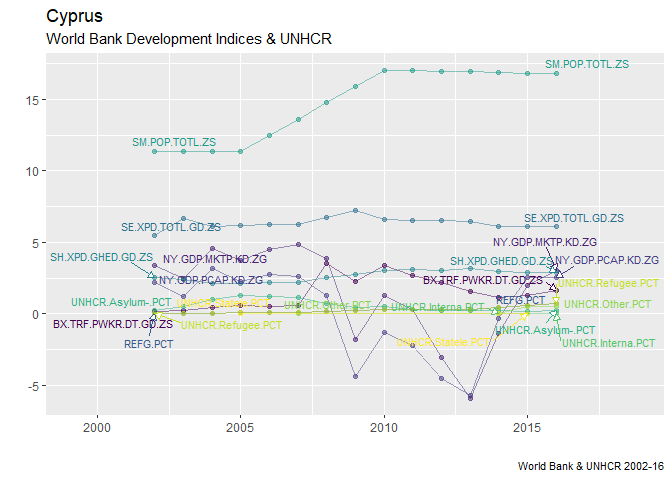 Cyprus
World Bank Development Indices & UNHCR
SM.POP.TOTL.ZS
15
SM.POP.TOTL.ZS
10
SE.XPD.TOTL.GD.ZS
SE.XPD.TOTL.GD.ZS
5
NY.GDP.MKTP.KD.ZG
SH.XPD.GHED.GD.ZS
NY.GDP.MKTP.KD.ZG
SH.XPD.GHED.GD.ZS
NY.GDP.PCAP.KD.ZG
NY.GDP.PCAP.KD.ZG
BX.TRF.PWKR.DT.GD.ZS
UNHCR.Refugee.PCT
UNHCR.Asylum-.PCT
UNHCR.Other.PCT
UNHCR.Interna.PCT
REFG.PCT
UNHCR.Other.PCT
0
BX.TRF.PWKR.DT.GD.ZS
UNHCR.Refugee.PCT
UNHCR.Asylum-.PCT
REFG.PCT
UNHCR.Statele.PCT
UNHCR.Interna.PCT
-5
2000
2005
2010
2015
World Bank & UNHCR 2002-16